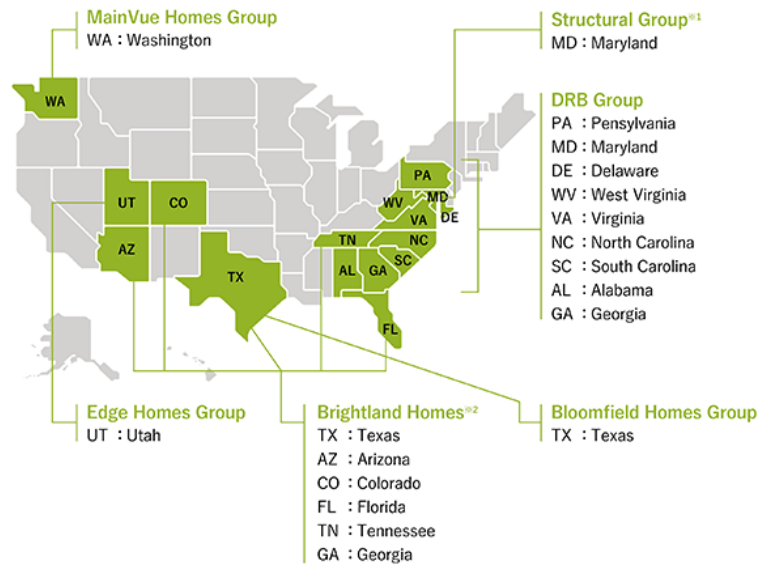 MainVue Homes Group
WA：Washington
Structural Group※1
MD：Maryland
DRB Group
PA：Pensylvania
MD：Maryland
DE：Delaware
WV：West Virginia
VA：Virginia
NC：North Carolina
SC：South Carolina
AL：Alabama
GA：Georgia
WA
UT
CO
AZ
TX
PA
WV
MD
DE
VA
TN
NC
SC
AL
GA
FL
Edge Homes Group
UT：Utah
Brightland Homes※2
TX：Texas
AZ：Arizona
CO：Colorado
FL：Florida
TN：Tennessee
GA：Georgia
Bloomfield Homes Group
TX：Texas